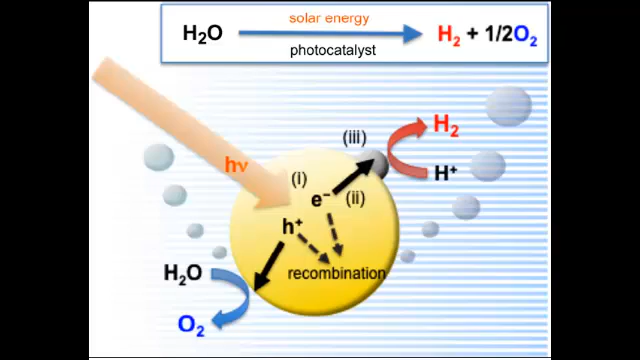 solar energy
H₂O H₂ + 1/2O₂
photocatalyst
H₂
(iii)
hν
H⁺
(i)
e⁻ (ii)
h⁺
H₂O recombination
O₂